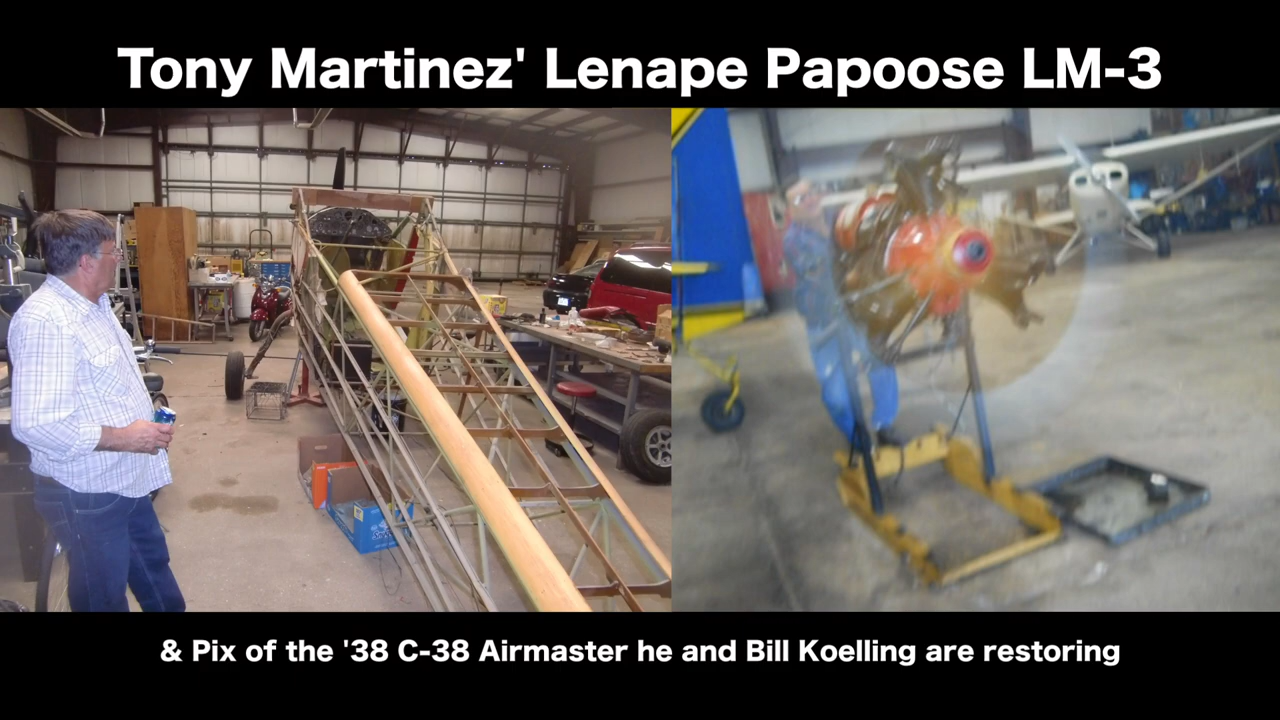 Tony Martinez' Lenape Papoose LM-3
& Pix of the '38 C-38 Airmaster he and Bill Koelling are restoring